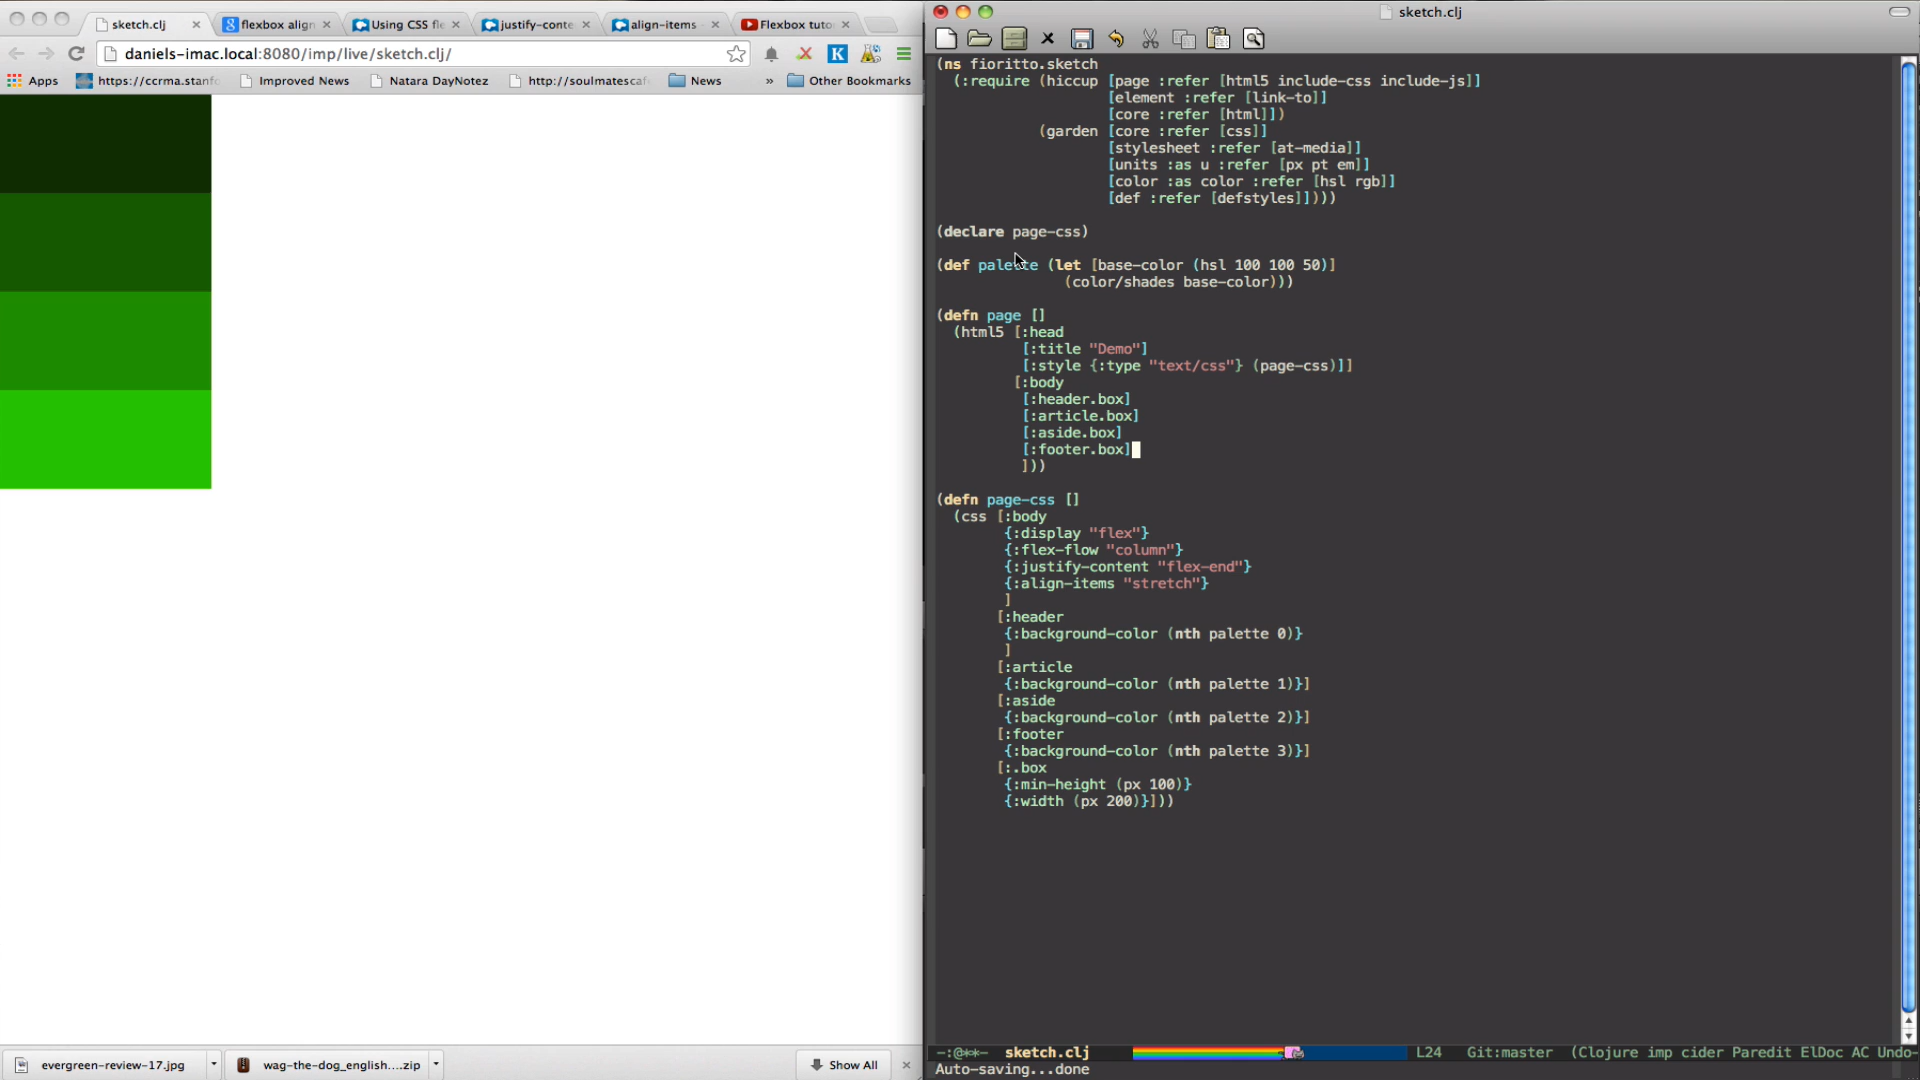 sketch.clj
flexbox align
Using CSS fle
justify-conte
align-items -
Flexbox tuto
daniels-imac.local:8080/imp/live/sketch.clj/
K
Apps
https://ccrma.stanf
Improved News
Natara DayNotez
http://soulmatescaf
News
»
Other Bookmarks
evergreen-review-17.jpg
wag-the-dog_english....zip
Show All
sketch.clj
(ns fioritto.sketch
(:require (hiccup [page :refer [html5 include-css include-js]]
[element :refer [link-to]]
[core :refer [html]])
(garden [core :refer [css]]
[stylesheet :refer [at-media]]
[units :as u :refer [px pt em]]
[color :as color :refer [hsl rgb]]
[def :refer [defstyles]])))
(declare page-css)
(def palette (let [base-color (hsl 100 100 50)]
(color/shades base-color)))
(defn page []
(html5 [:head
[:title "Demo"]
[:style {:type "text/css"} (page-css)]]
[:body
[:header.box]
[:article.box]
[:aside.box]
[:footer.box]
]))
(defn page-css []
(css [:body
{:display "flex"}
{:flex-flow "column"}
{:justify-content "flex-end"}
{:align-items "stretch"}
]
[:header
{:background-color (nth palette 0)}
]
[:article
{:background-color (nth palette 1)}]
[:aside
{:background-color (nth palette 2)}]
[:footer
{:background-color (nth palette 3)}]
[:.box
{:min-height (px 100)}
{:width (px 200)}]))
-:@**- sketch.clj L24 Git:master (Clojure imp cider Paredit ElDoc AC Undo-
Auto-saving...done